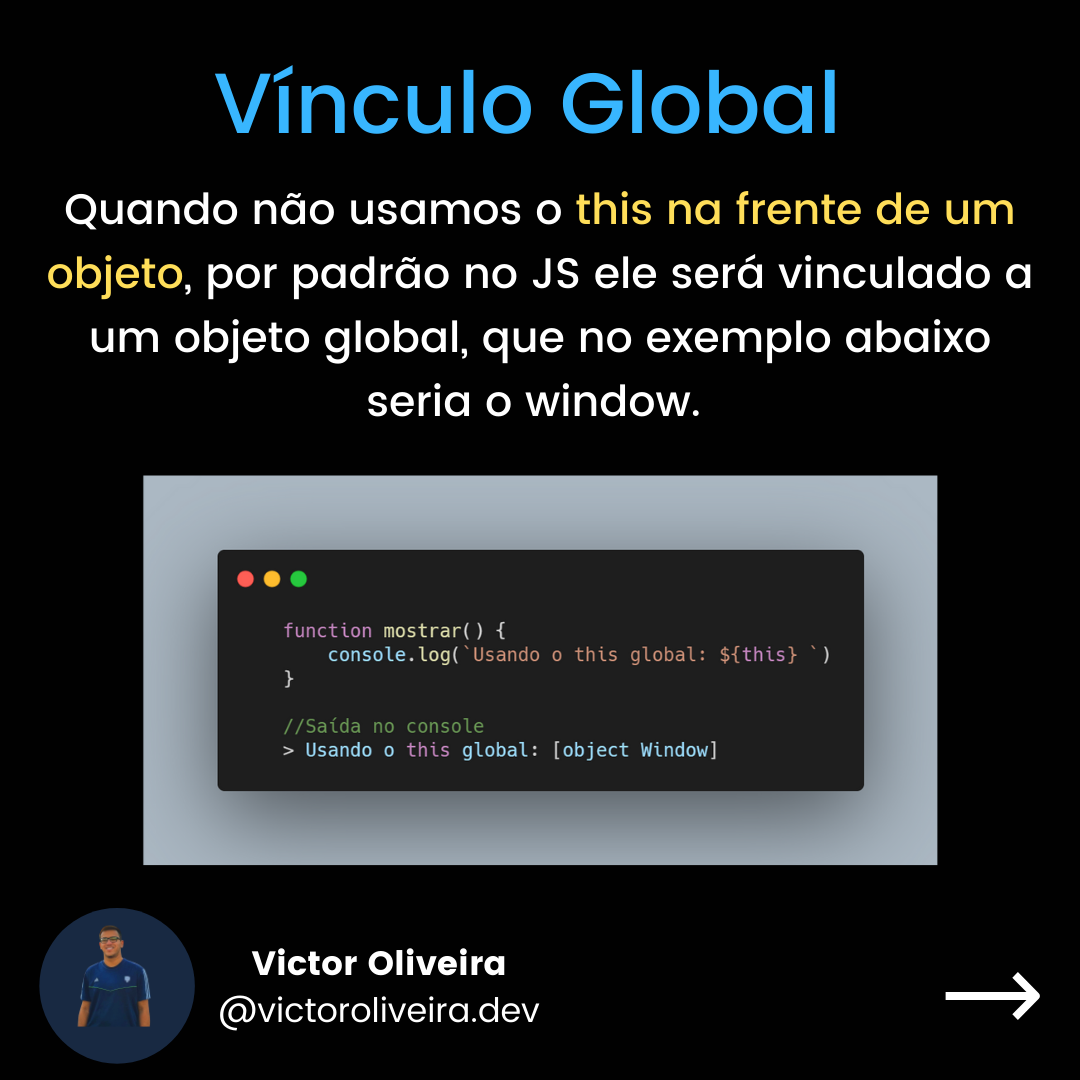 Vínculo Global
Quando não usamos o this na frente de um
objeto, por padrão no JS ele será vinculado a
um objeto global, que no exemplo abaixo
seria o window.
function mostrar() {
    console.log(`Usando o this global: ${this} `)
}
//Saída no console
> Usando o this global: [object Window]
Victor Oliveira
@victoroliveira.dev